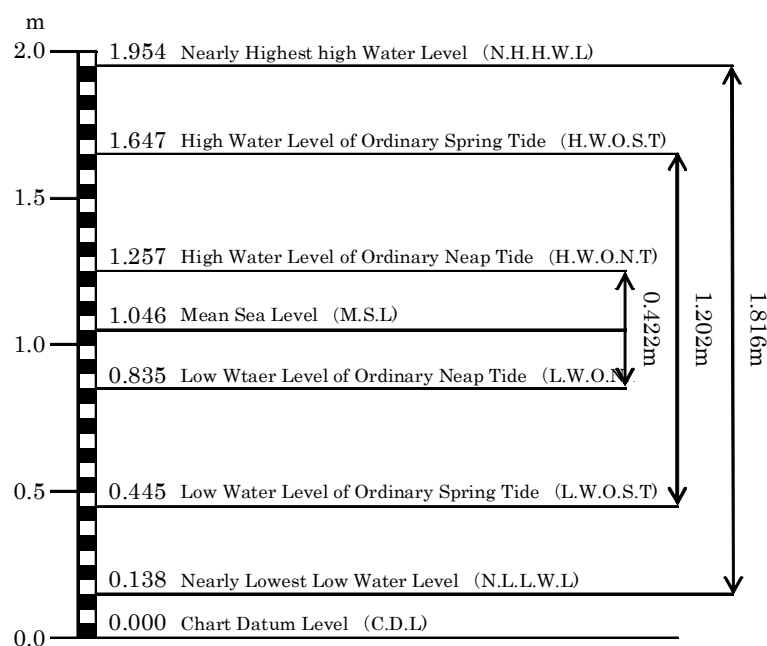 m
2.0
1.954 Nearly Highest high Water Level (N.H.H.W.L)
1.647 High Water Level of Ordinary Spring Tide (H.W.O.S.T)
1.5
1.257 High Water Level of Ordinary Neap Tide (H.W.O.N.T)
1.046 Mean Sea Level (M.S.L)
0.422m
1.202m
1.816m
1.0
0.835 Low Wtaer Level of Ordinary Neap Tide (L.W.O.N.
0.5
0.445 Low Water Level of Ordinary Spring Tide (L.W.O.S.T)
0.138 Nearly Lowest Low Water Level (N.L.L.W.L)
0.000 Chart Datum Level (C.D.L)
0.0